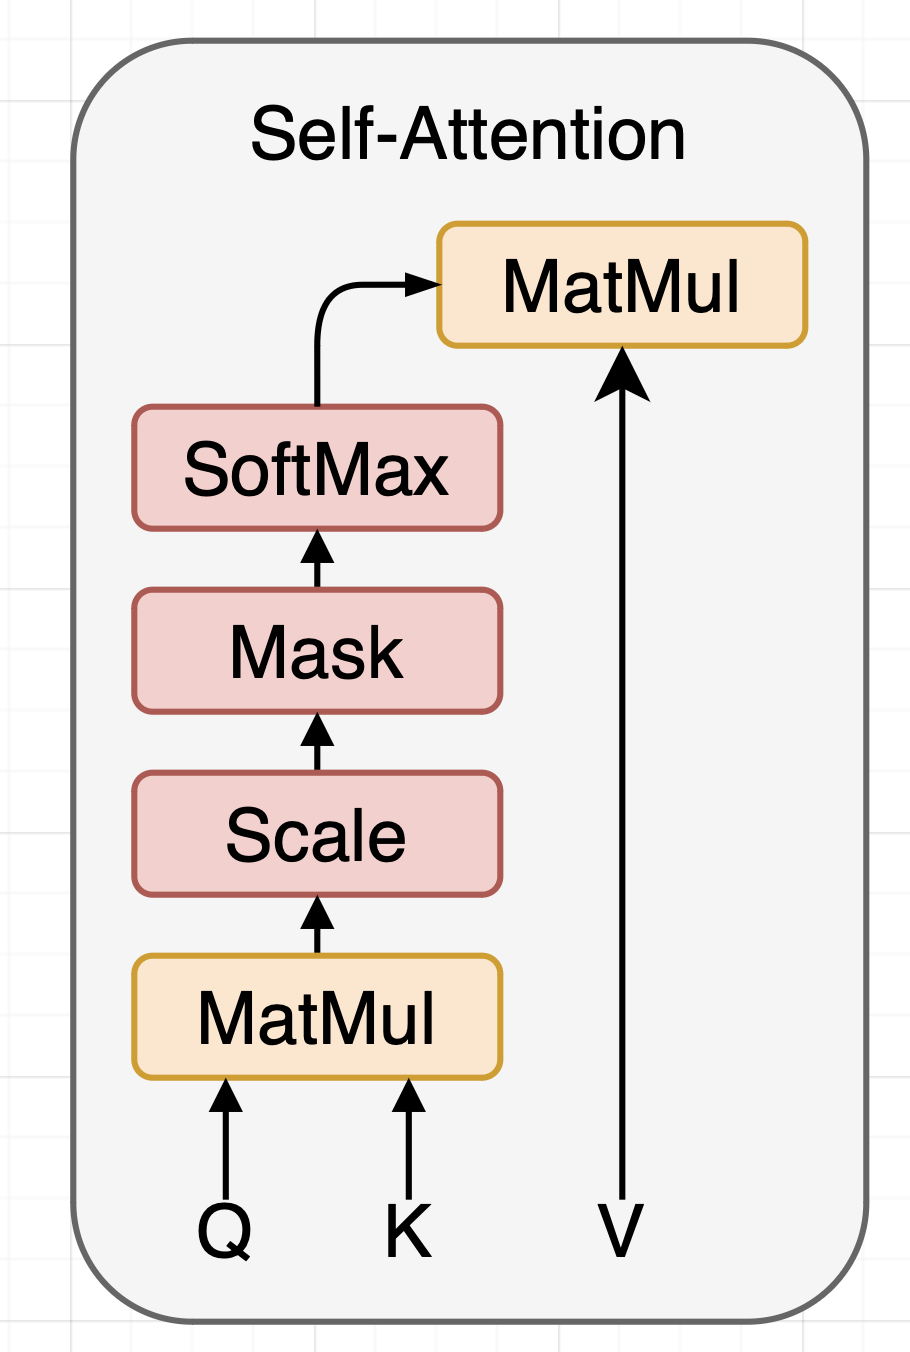 Self-Attention
MatMul
SoftMax
Mask
Scale
MatMul
Q K V